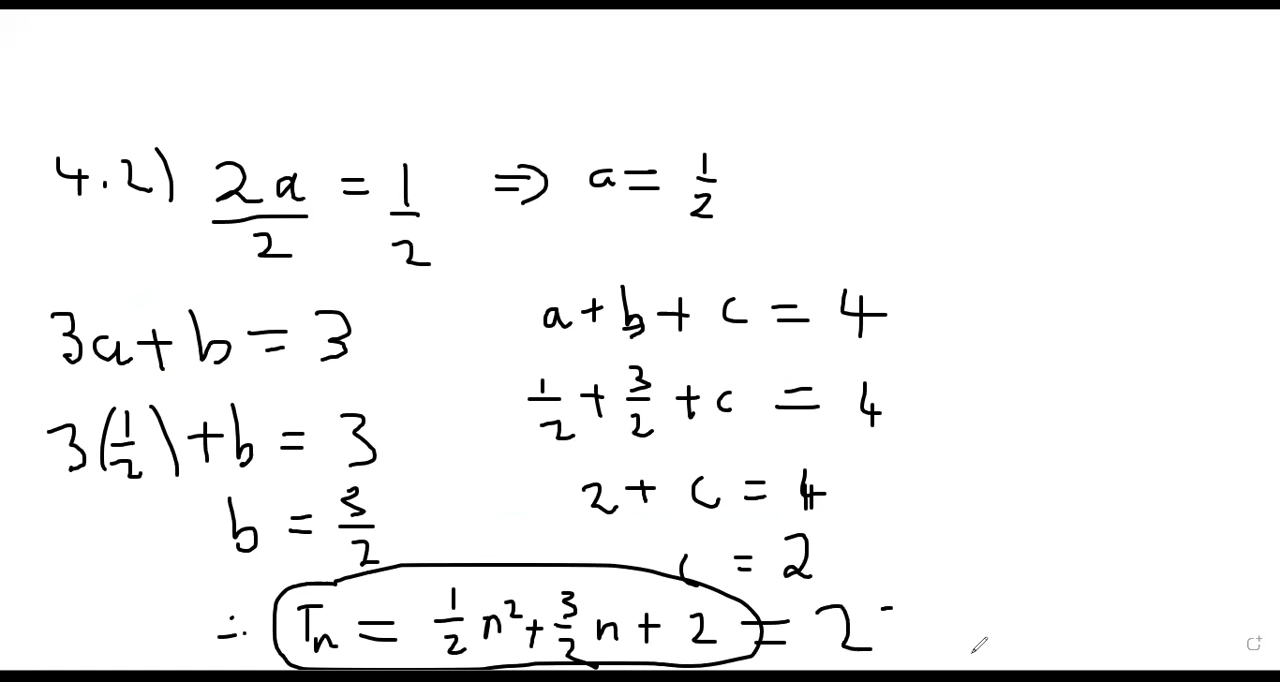 4.2) 2a/2 = 1/2 ⇒ a = 1/2
3a + b = 3
3(1/2) + b = 3
b = 3/2
a + b + c = 4
1/2 + 3/2 + c = 4
2 + c = 4
c = 2
∴ Tn = 1/2 n² + 3/2 n + 2 = 2